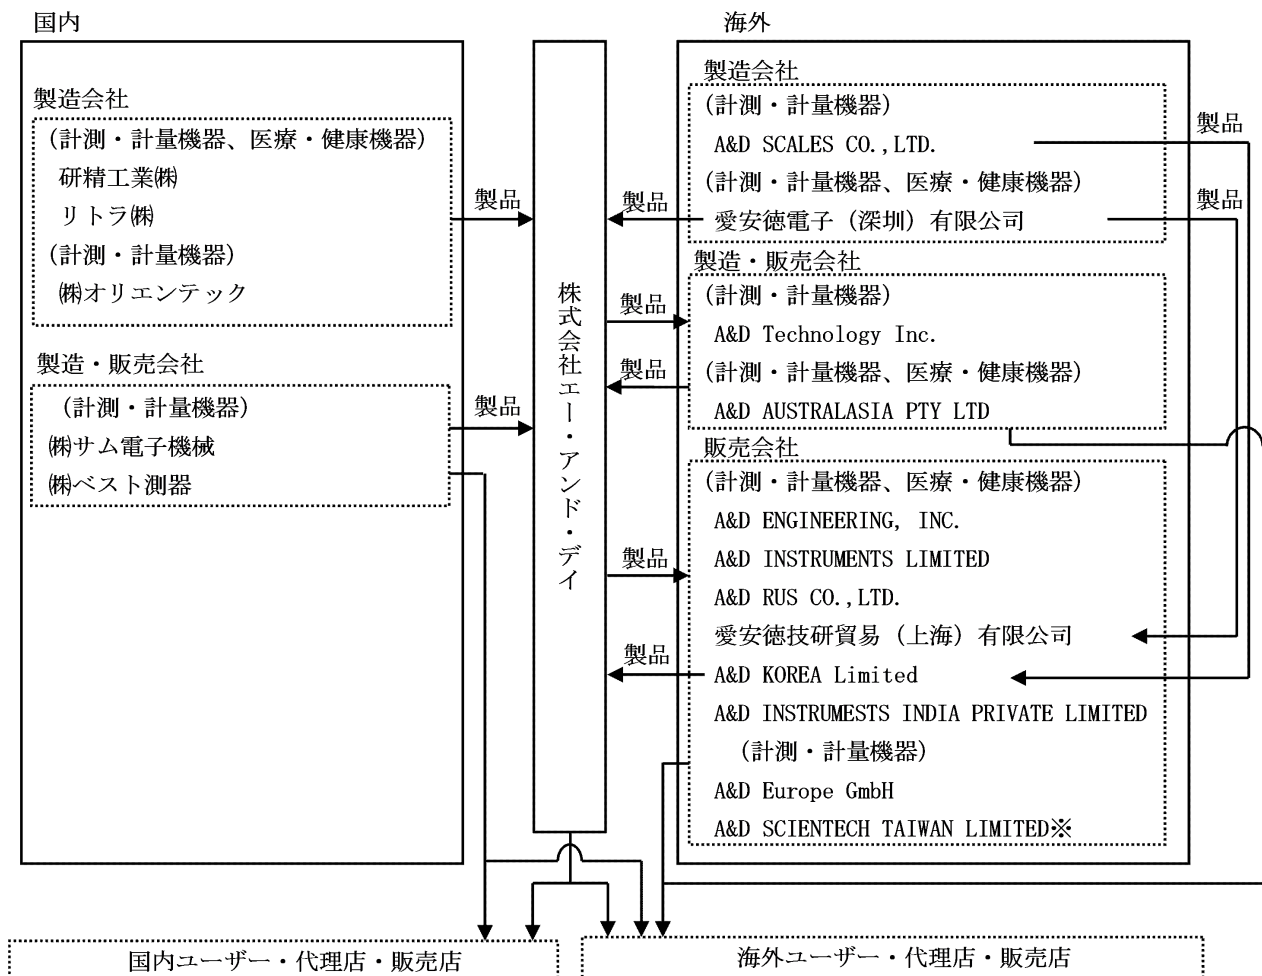 国内
製造会社
(計測・計量機器、医療・健康機器)
研精工業㈱
リトラ㈱
(計測・計量機器)
㈱オリエンテック
製品
製造・販売会社
(計測・計量機器)
㈱サム電子機械
㈱ベスト測器
製品
株式会社エー・アンド・デイ
海外
製造会社
(計測・計量機器)
A&D SCALES CO.,LTD.
(計測・計量機器、医療・健康機器)
愛安徳電子（深圳）有限公司
製品
製品
製品
製造・販売会社
(計測・計量機器)
A&D Technology Inc.
(計測・計量機器、医療・健康機器)
A&D AUSTRALASIA PTY LTD
製品
製品
販売会社
(計測・計量機器、医療・健康機器)
A&D ENGINEERING, INC.
A&D INSTRUMENTS LIMITED
A&D RUS CO.,LTD.
愛安徳技研貿易（上海）有限公司
A&D KOREA Limited
A&D INSTRUMESTS INDIA PRIVATE LIMITED
(計測・計量機器)
A&D Europe GmbH
A&D SCIENTECH TAIWAN LIMITED※
製品
製品
国内ユーザー・代理店・販売店
海外ユーザー・代理店・販売店